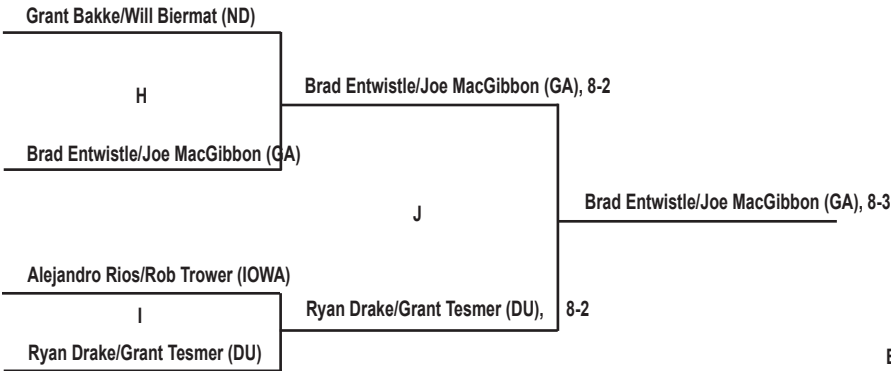 Grant Bakke/Will Biermat (ND)
H
Brad Entwistle/Joe MacGibbon (GA), 8-2
Brad Entwistle/Joe MacGibbon (GA)
J
Brad Entwistle/Joe MacGibbon (GA), 8-3
Alejandro Rios/Rob Trower (IOWA)
I
Ryan Drake/Grant Tesmer (DU), 8-2
Ryan Drake/Grant Tesmer (DU)